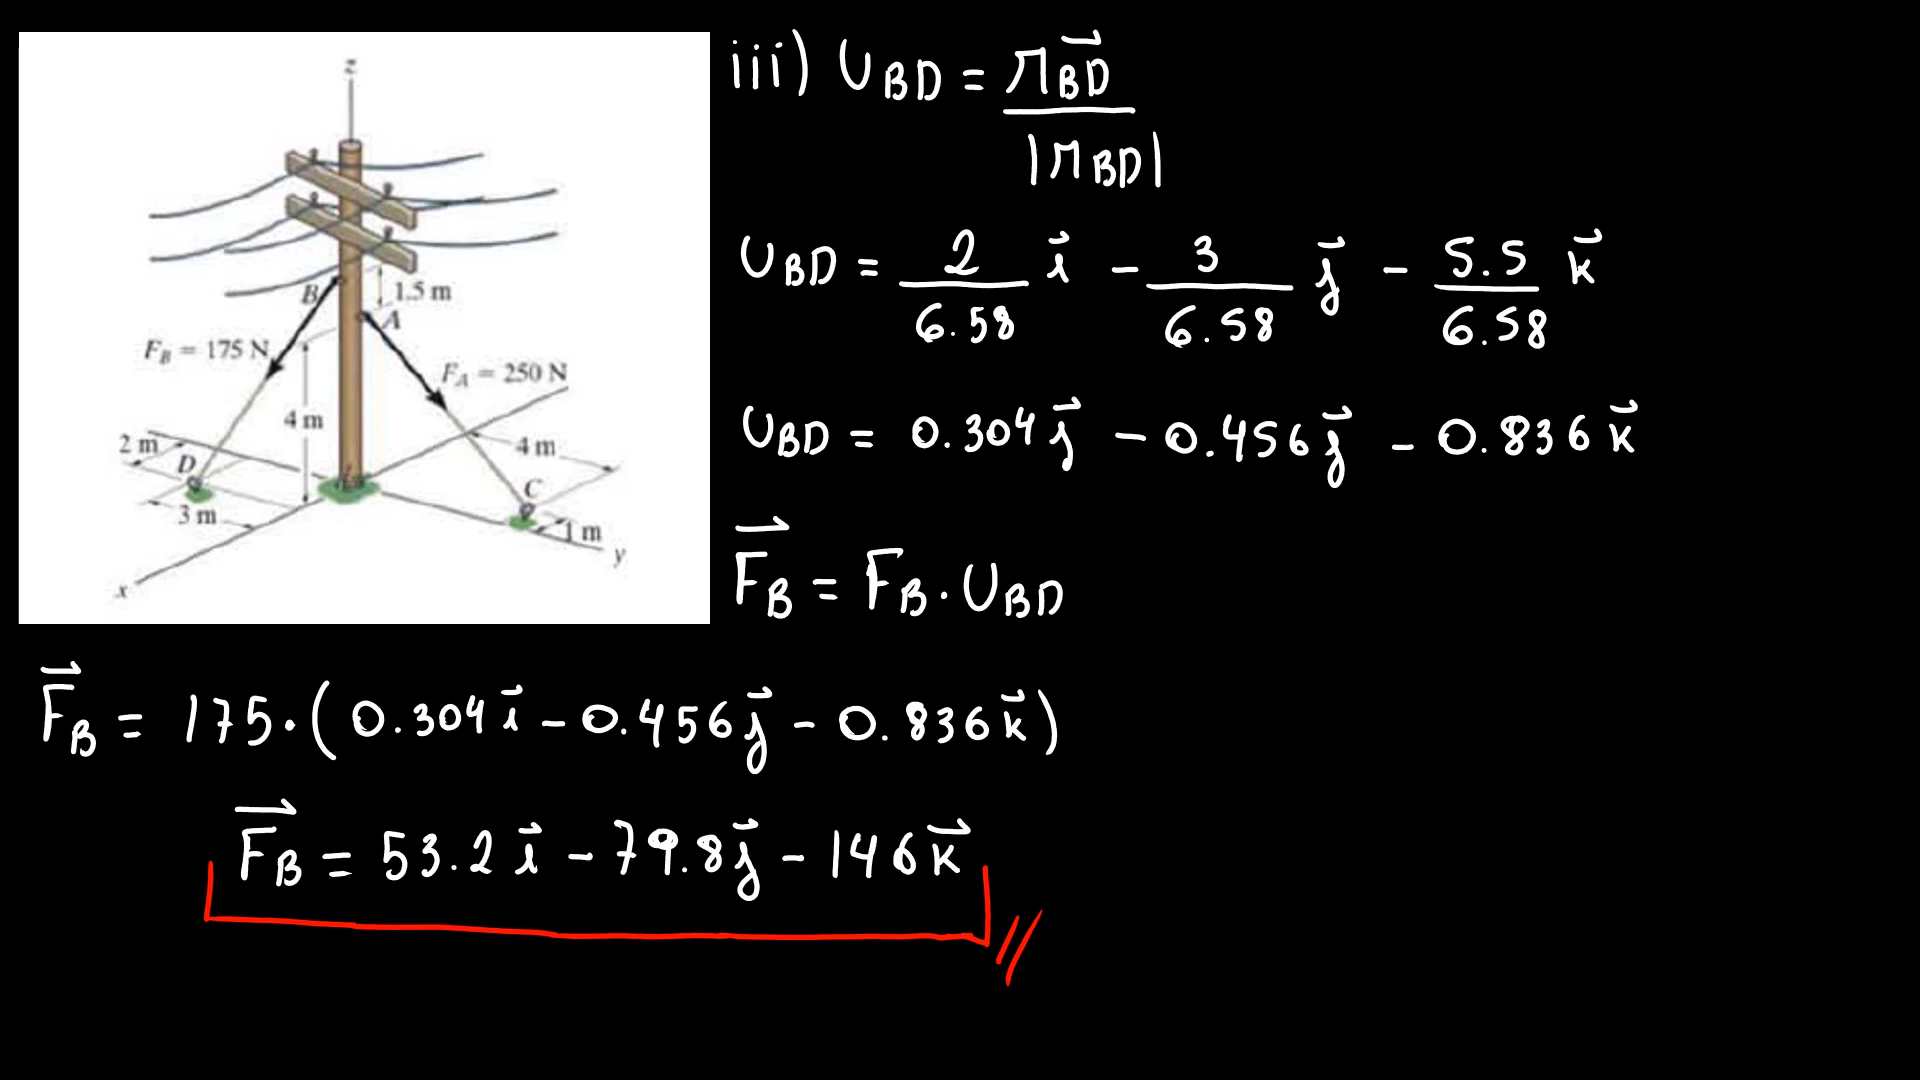 z
B
1.5 m
A
F_B = 175 N
F_A = 250 N
4 m
2 m
4 m
D
C
3 m
1 m
x
y
iii) U_BD = r⃗_BD / |r_BD|
U_BD = 2/6.58 i⃗ - 3/6.58 j⃗ - 5.5/6.58 k⃗
U_BD = 0.304 j⃗ - 0.456 j⃗ - 0.836 k⃗
F⃗_B = F_B . U_BD
F⃗_B = 175 · (0.304 i⃗ - 0.456 j⃗ - 0.836 k⃗)
F⃗_B = 53.2 i⃗ - 79.8 j⃗ - 146 k⃗ //